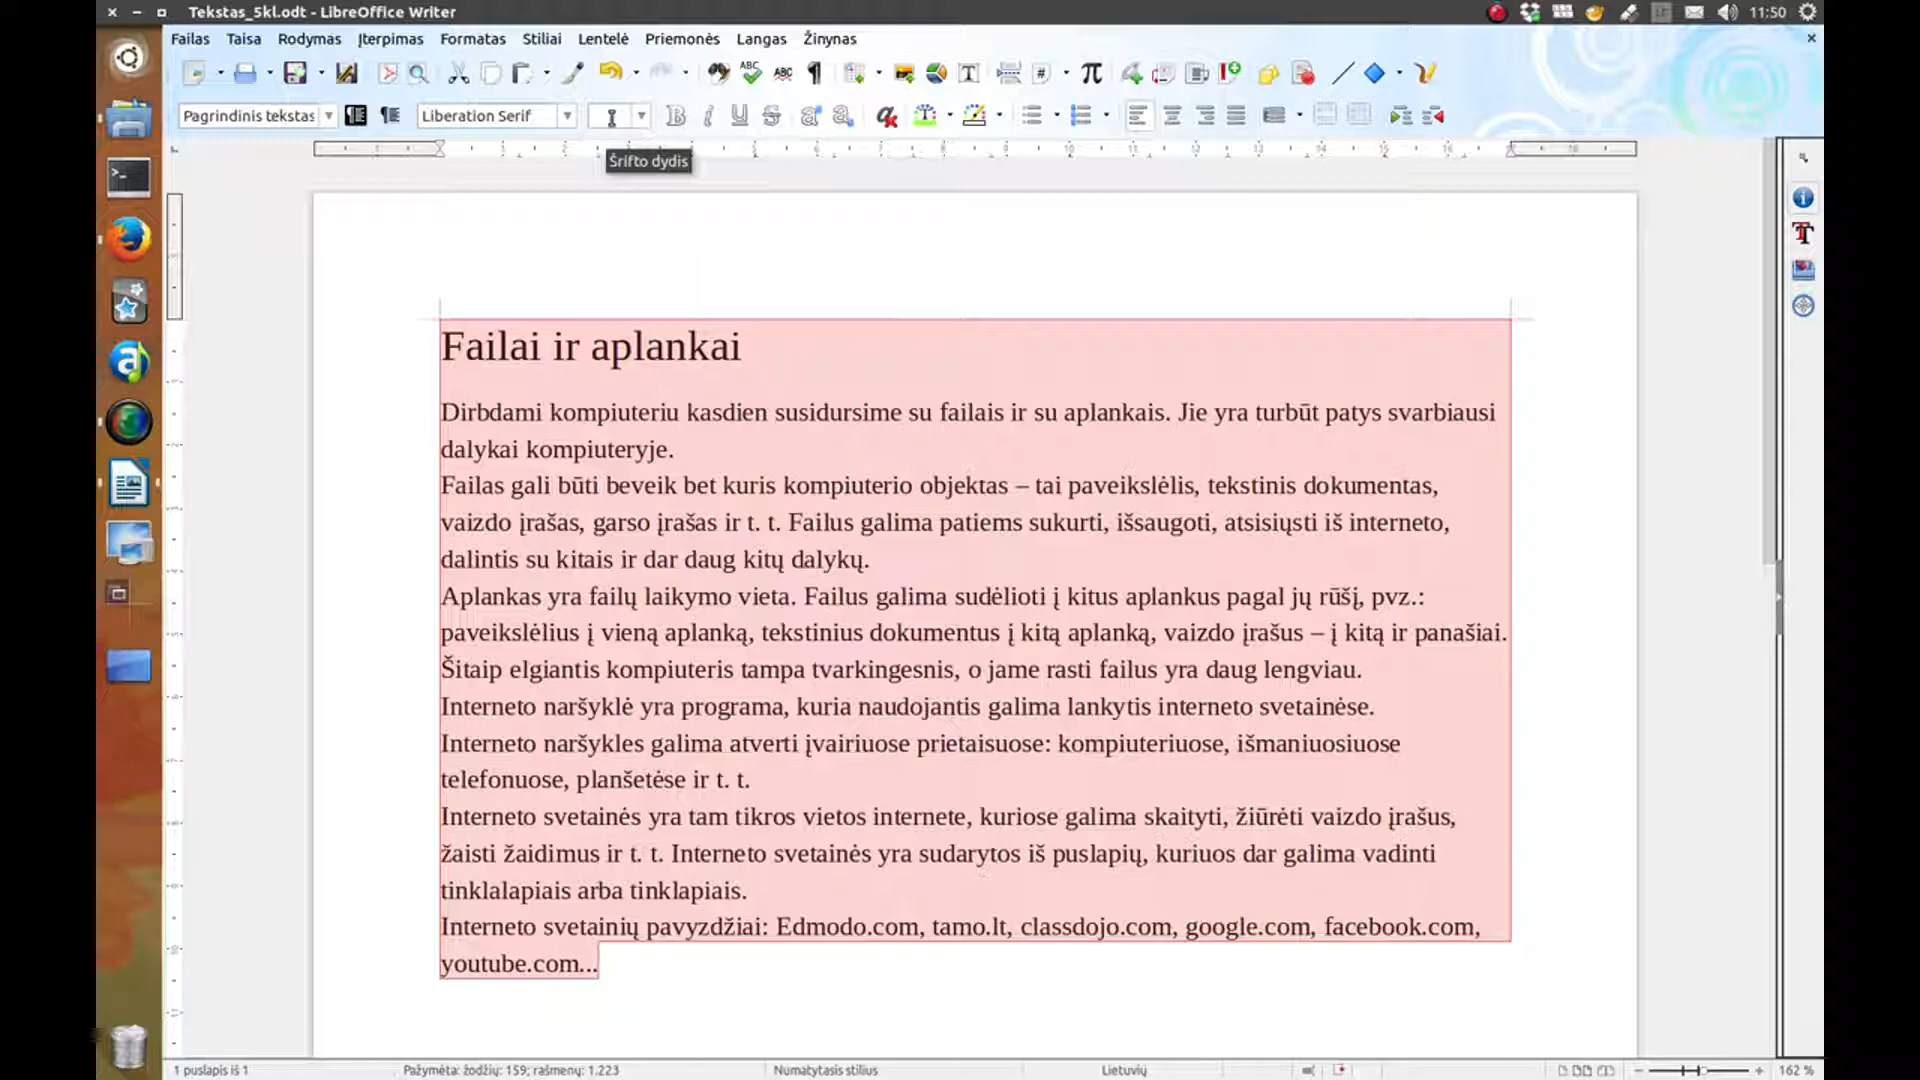 Tekstas_5kl.odt - LibreOffice Writer
11:50
Failas Taisa Rodymas Įterpimas Formatas Stiliai Lentelė Priemonės Langas Žinynas
Pagrindinis tekstas
Liberation Serif
Šrifto dydis
Failai ir aplankai
Dirbdami kompiuteriu kasdien susidursime su failais ir su aplankais. Jie yra turbūt patys svarbiausi
dalykai kompiuteryje.
Failas gali būti beveik bet kuris kompiuterio objektas – tai paveikslėlis, tekstinis dokumentas,
vaizdo įrašas, garso įrašas ir t. t. Failus galima patiems sukurti, išsaugoti, atsisiųsti iš interneto,
dalintis su kitais ir dar daug kitų dalykų.
Aplankas yra failų laikymo vieta. Failus galima sudėlioti į kitus aplankus pagal jų rūšį, pvz.:
paveikslėlius į vieną aplanką, tekstinius dokumentus į kitą aplanką, vaizdo įrašus – į kitą ir panašiai.
Šitaip elgiantis kompiuteris tampa tvarkingesnis, o jame rasti failus yra daug lengviau.
Interneto naršyklė yra programa, kuria naudojantis galima lankytis interneto svetainėse.
Interneto naršykles galima atverti įvairiuose prietaisuose: kompiuteriuose, išmaniuosiuose
telefonuose, planšetėse ir t. t.
Interneto svetainės yra tam tikros vietos internete, kuriose galima skaityti, žiūrėti vaizdo įrašus,
žaisti žaidimus ir t. t. Interneto svetainės yra sudarytos iš puslapių, kuriuos dar galima vadinti
tinklalapiais arba tinklapiais.
Interneto svetainių pavyzdžiai: Edmodo.com, tamo.lt, classdojo.com, google.com, facebook.com,
youtube.com...
1 puslapis iš 1
Pažymėta: žodžių: 159; rašmenų: 1.223
Numatytasis stilius
Lietuvių
162 %